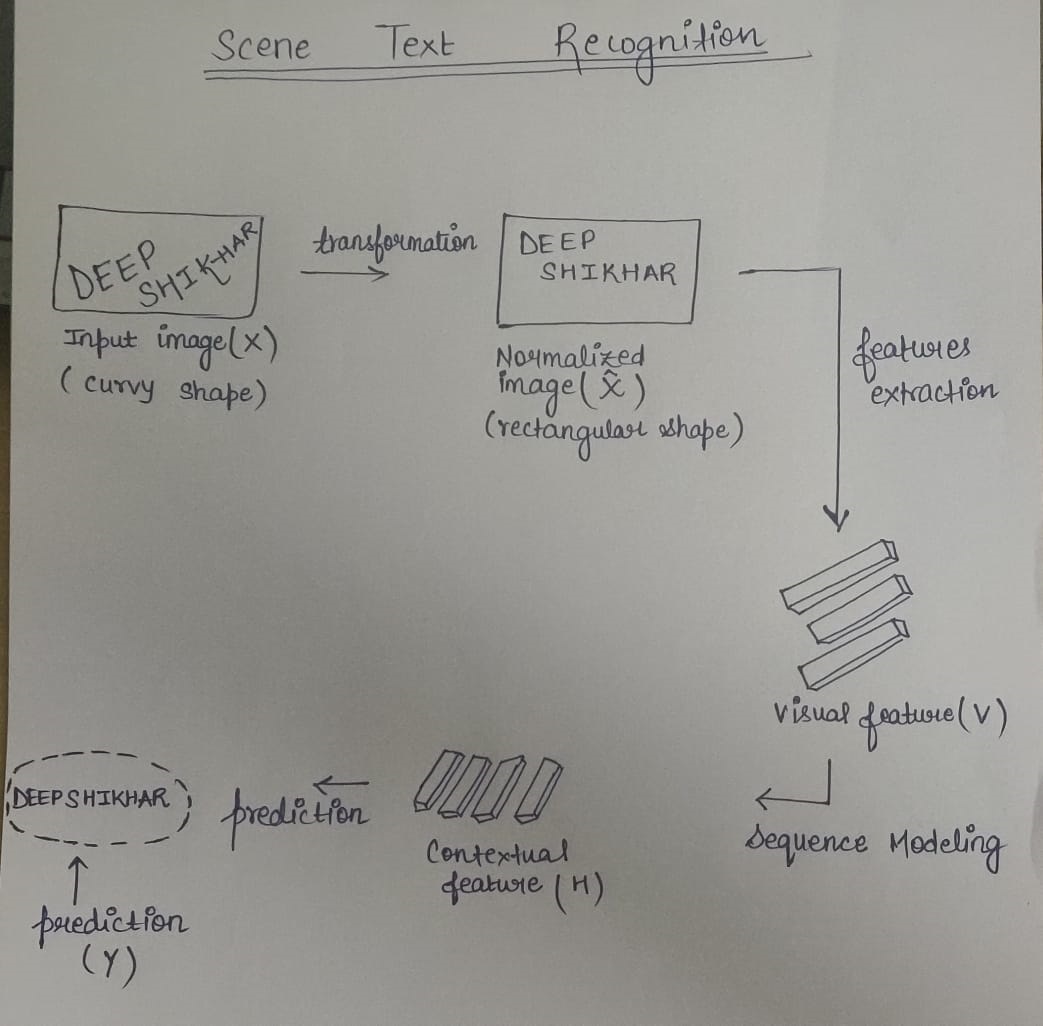 Scene Text Recognition
DEEP
SHIKHAR
Input image(X)
(curvy shape)
transformation
DEEP
SHIKHAR
Normalized
image(X̂)
(rectangular shape)
features
extraction
Visual feature(V)
Sequence Modeling
Contextual
feature (H)
prediction
DEEPSHIKHAR
prediction
(Y)